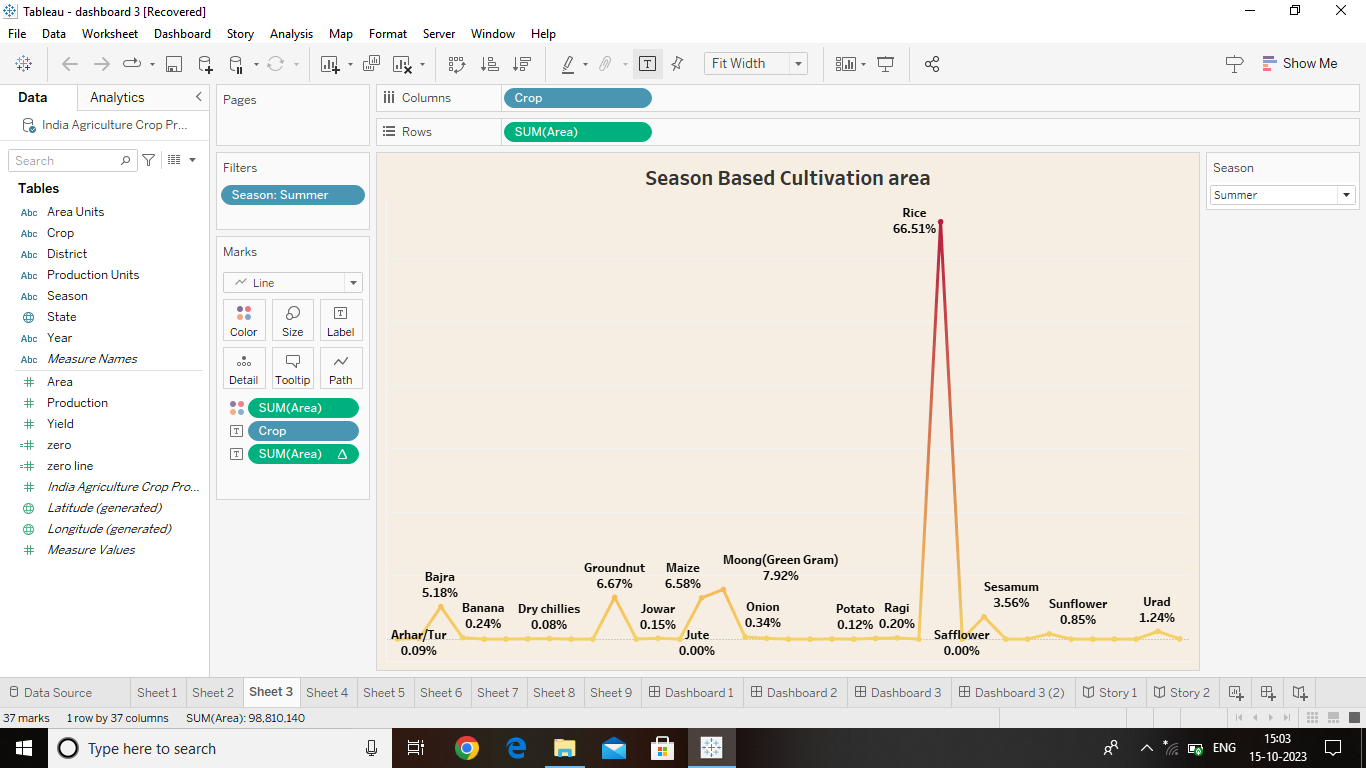 Tableau - dashboard 3 [Recovered]
File Data Worksheet Dashboard Story Analysis Map Format Server Window Help
Fit Width
Show Me
Data Analytics
India Agriculture Crop Pr...
Search
Tables
Abc Area Units
Abc Crop
Abc District
Abc Production Units
Abc Season
State
Abc Year
Abc Measure Names
# Area
# Production
# Yield
=# zero
=# zero line
# India Agriculture Crop Pro...
Latitude (generated)
Longitude (generated)
# Measure Values
Pages
Filters
Season: Summer
Marks
Line
Color Size Label
Detail Tooltip Path
SUM(Area)
Crop
SUM(Area) Δ
Columns Crop
Rows SUM(Area)
Season Based Cultivation area
Rice
66.51%
Moong(Green Gram)
7.92%
Groundnut
6.67%
Maize
6.58%
Bajra
5.18%
Sesamum
3.56%
Urad
1.24%
Sunflower
0.85%
Banana
0.24%
Dry chillies
0.08%
Jowar
0.15%
Onion
0.34%
Potato
0.12%
Ragi
0.20%
Arhar/Tur
0.09%
Jute
0.00%
Safflower
0.00%
Season
Summer
Data Source Sheet 1 Sheet 2 Sheet 3 Sheet 4 Sheet 5 Sheet 6 Sheet 7 Sheet 8 Sheet 9 Dashboard 1 Dashboard 2 Dashboard 3 Dashboard 3 (2) Story 1 Story 2
37 marks 1 row by 37 columns SUM(Area): 98,810,140
Type here to search
ENG
15:03
15-10-2023